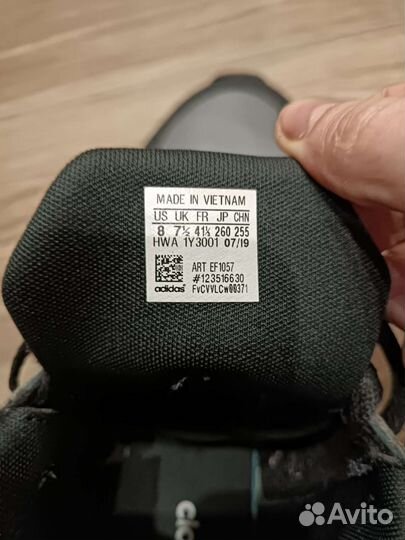 MADE IN VIETNAM
US UK FR JP CHN
8 7½ 41⅓ 260 255
HWA 1Y3001 07/19
ART EF1057
#123516630
adidas FvCVVLCw00371
clo
Avito